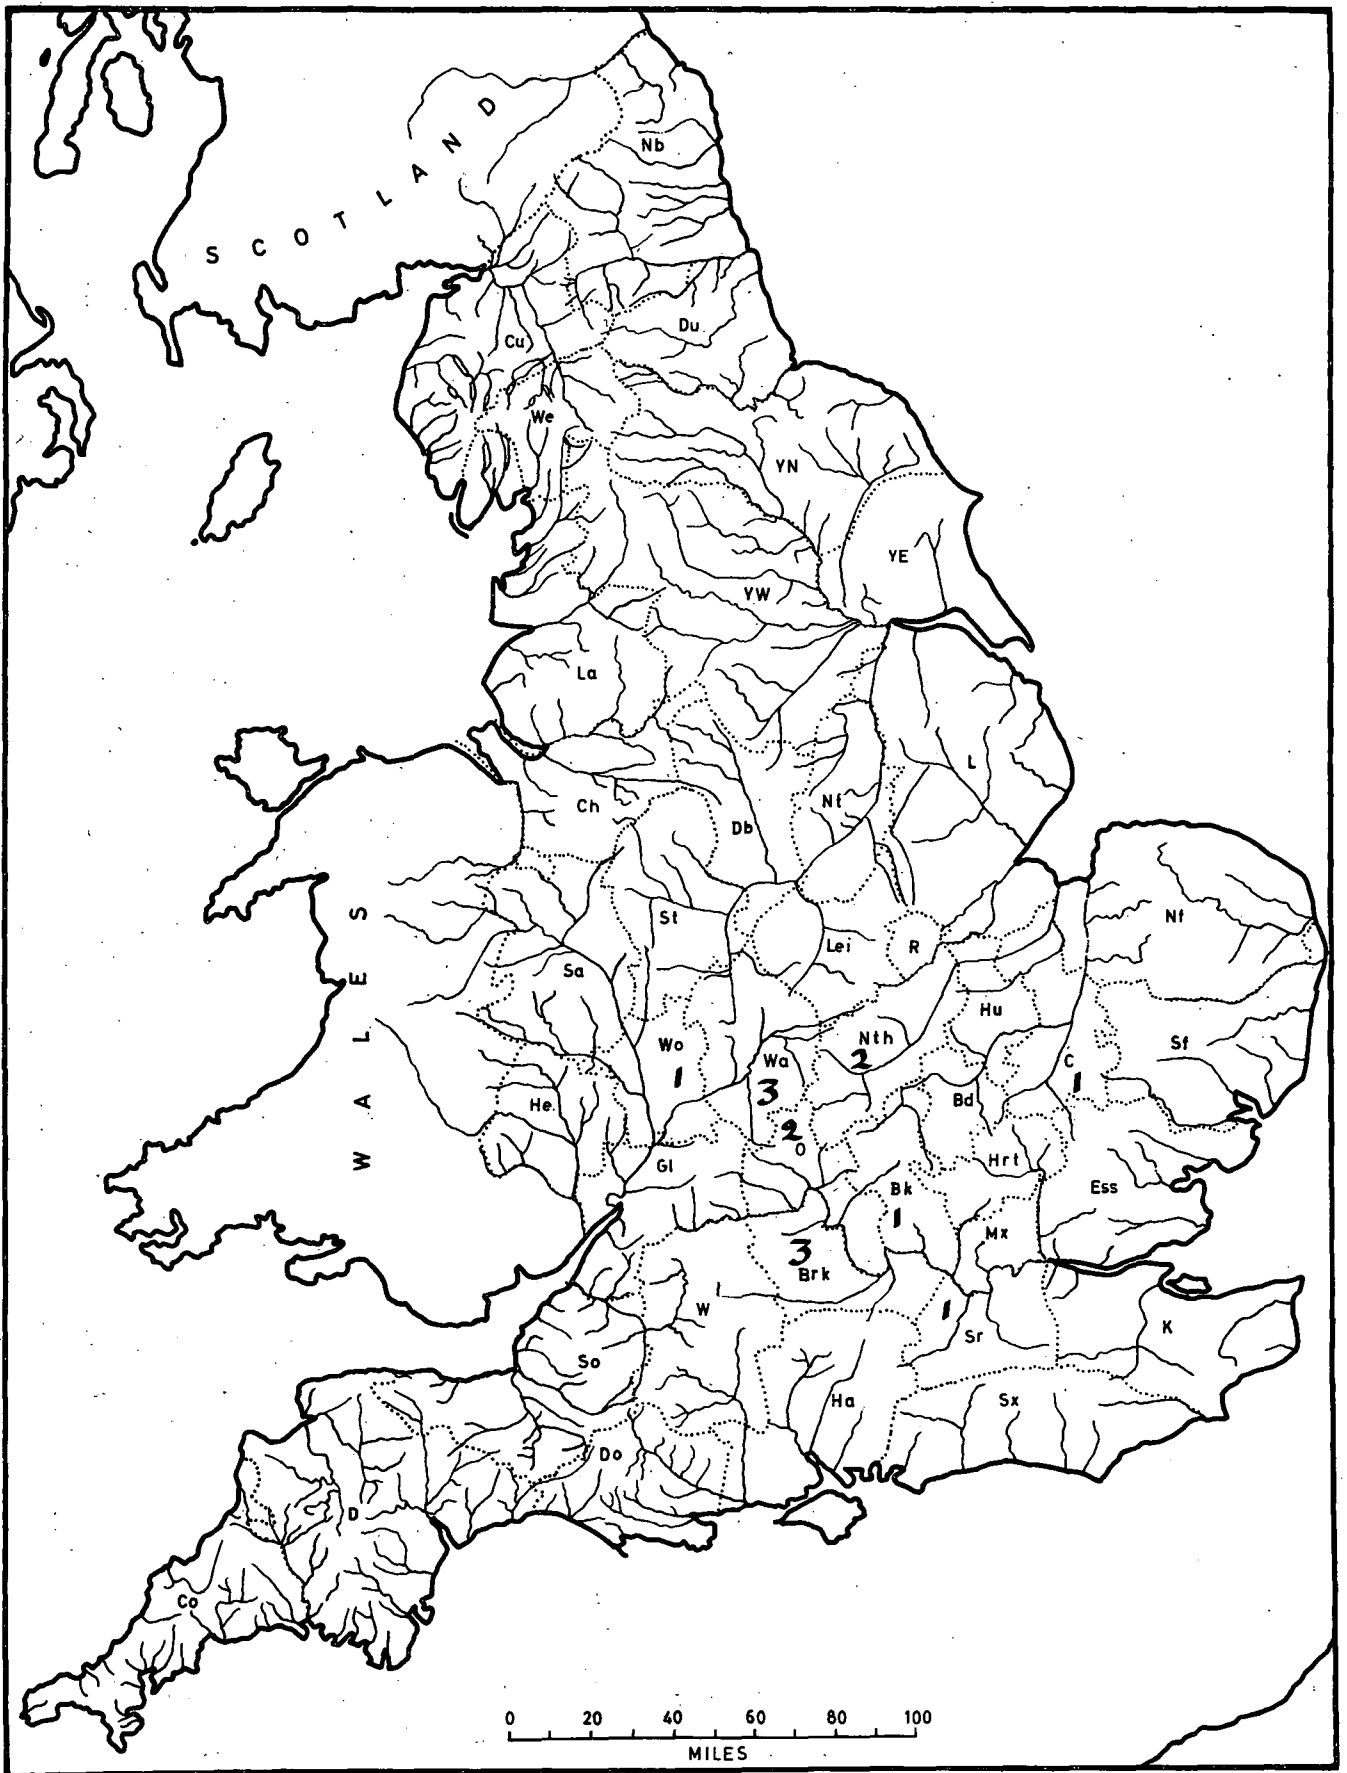 SCOTLAND
Nb
Du
Cu
We
YN
YE
YW
La
L
Ch
Nt
Db
Nf
St
Lei
R
Sa
Hu
Wo
1
Wa
3
Nth
2
C
1
Sf
He
Bd
2
O
Gl
Hrt
Ess
Bk
1
Mx
3
Brk
W
1
Sr
K
So
Ha
Sx
Do
D
Co
WALES
0 20 40 60 80 100
MILES